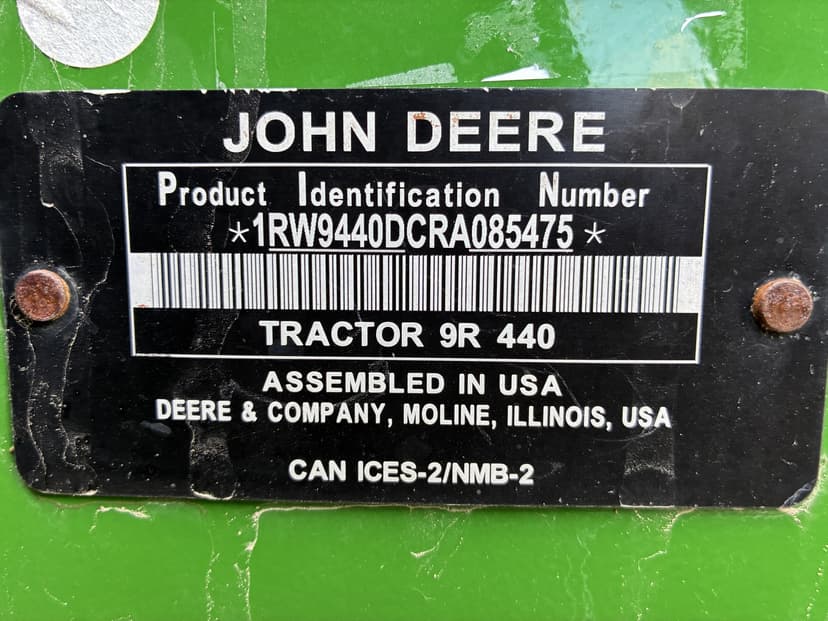 JOHN DEERE
Product Identification Number
*1RW9440DCRA085475*
TRACTOR 9R 440
ASSEMBLED IN USA
DEERE & COMPANY, MOLINE, ILLINOIS, USA
CAN ICES-2/NMB-2